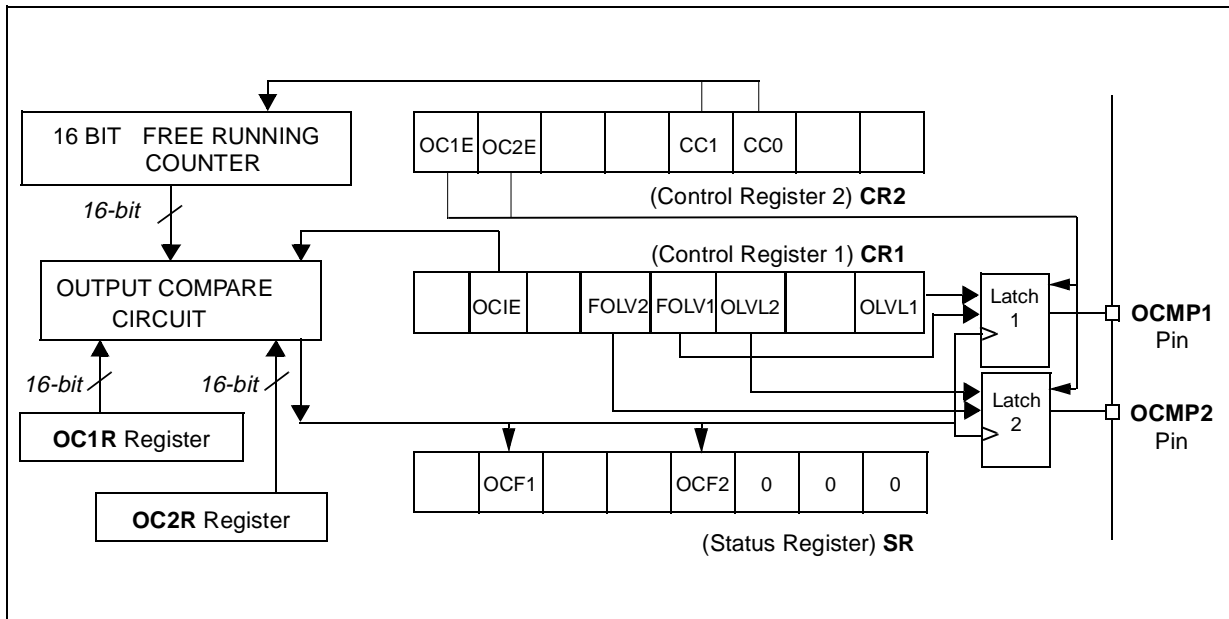 16 BIT FREE RUNNING
COUNTER
OC1E OC2E CC1 CC0
(Control Register 2) CR2
16-bit
(Control Register 1) CR1
OUTPUT COMPARE
CIRCUIT
OCIE FOLV2 FOLV1 OLVL2 OLVL1
Latch
1
OCMP1
Pin
16-bit
16-bit
Latch
2
OCMP2
Pin
OC1R Register
OCF1 OCF2 0 0 0
OC2R Register
(Status Register) SR